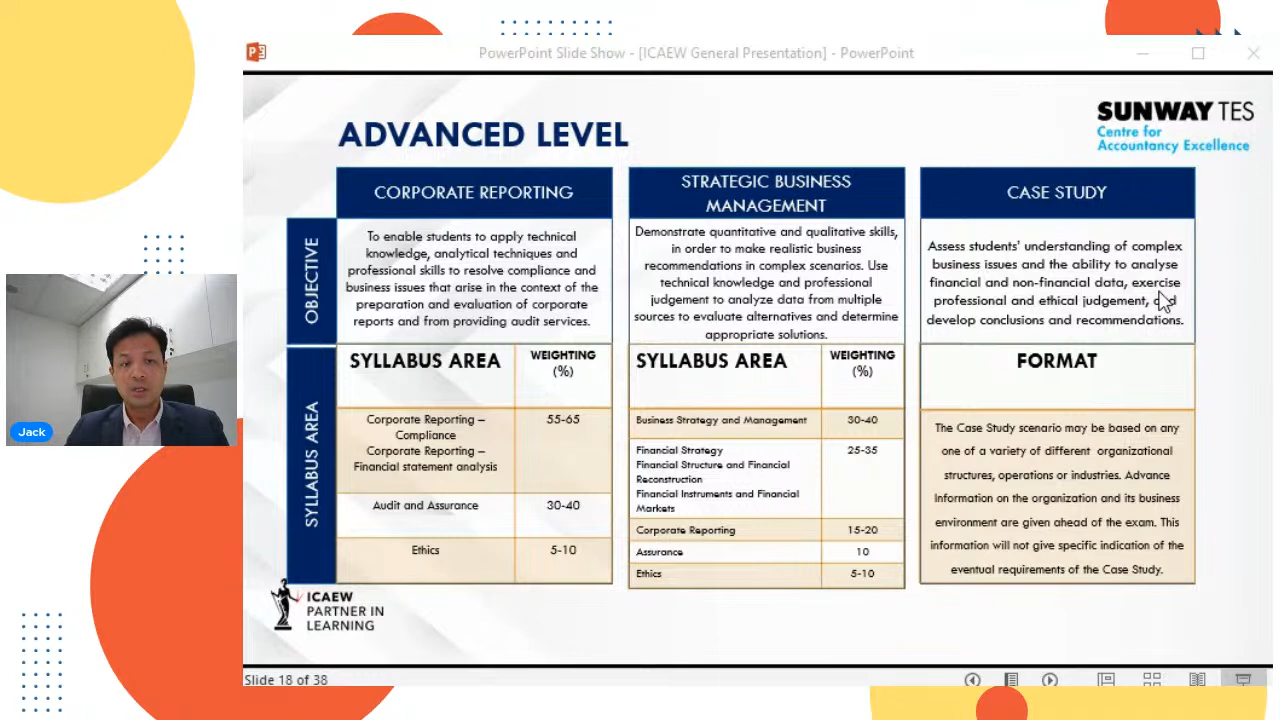 PowerPoint Slide Show - [ICAEW General Presentation] - PowerPoint
SUNWAY TES
Centre for
Accountancy Excellence
ADVANCED LEVEL
CORPORATE REPORTING
OBJECTIVE
To enable students to apply technical
knowledge, analytical techniques and
professional skills to resolve compliance and
business issues that arise in the context of the
preparation and evaluation of corporate
reports and from providing audit services.
SYLLABUS AREA
SYLLABUS AREA
WEIGHTING
(%)
Corporate Reporting –
Compliance
Corporate Reporting –
Financial statement analysis
55-65
Audit and Assurance
30-40
Ethics
5-10
STRATEGIC BUSINESS
MANAGEMENT
Demonstrate quantitative and qualitative skills,
in order to make realistic business
recommendations in complex scenarios. Use
technical knowledge and professional
judgement to analyze data from multiple
sources to evaluate alternatives and determine
appropriate solutions.
SYLLABUS AREA
WEIGHTING
(%)
Business Strategy and Management
30-40
Financial Strategy
Financial Structure and Financial
Reconstruction
Financial Instruments and Financial
Markets
25-35
Corporate Reporting
15-20
Assurance
10
Ethics
5-10
CASE STUDY
Assess students' understanding of complex
business issues and the ability to analyse
financial and non-financial data, exercise
professional and ethical judgement, and
develop conclusions and recommendations.
FORMAT
The Case Study scenario may be based on any
one of a variety of different organizational
structures, operations or industries. Advance
information on the organization and its business
environment are given ahead of the exam. This
information will not give specific indication of the
eventual requirements of the Case Study.
Jack
ICAEW
PARTNER IN
LEARNING
Slide 18 of 38